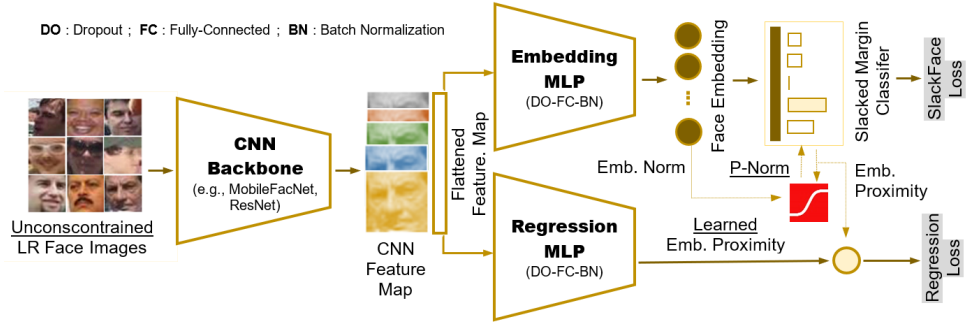 DO : Dropout ; FC : Fully-Connected ; BN : Batch Normalization
Unconscontrained
LR Face Images
CNN
Backbone
(e.g., MobileFacNet,
ResNet)
CNN
Feature
Map
Flattened
Feature. Map
Embedding
MLP
(DO-FC-BN)
Face Embedding
Slacked Margin
Classifer
SlackFace
Loss
Emb. Norm
P-Norm
Emb.
Proximity
Regression
MLP
(DO-FC-BN)
Learned
Emb. Proximity
Regression
Loss